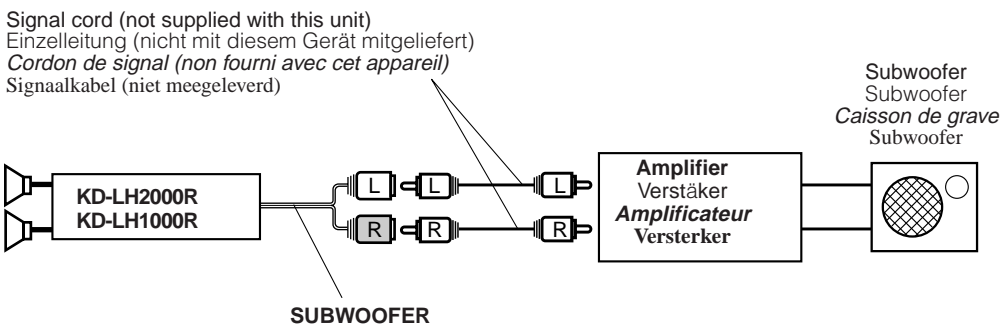 Signal cord (not supplied with this unit)
Einzelleitung (nicht mit diesem Gerät mitgeliefert)
Cordon de signal (non fourni avec cet appareil)
Signaalkabel (niet meegeleverd)
Subwoofer
Subwoofer
Caisson de grave
Subwoofer
KD-LH2000R
KD-LH1000R
L L L
R R R
Amplifier
Verstäker
Amplificateur
Versterker
SUBWOOFER